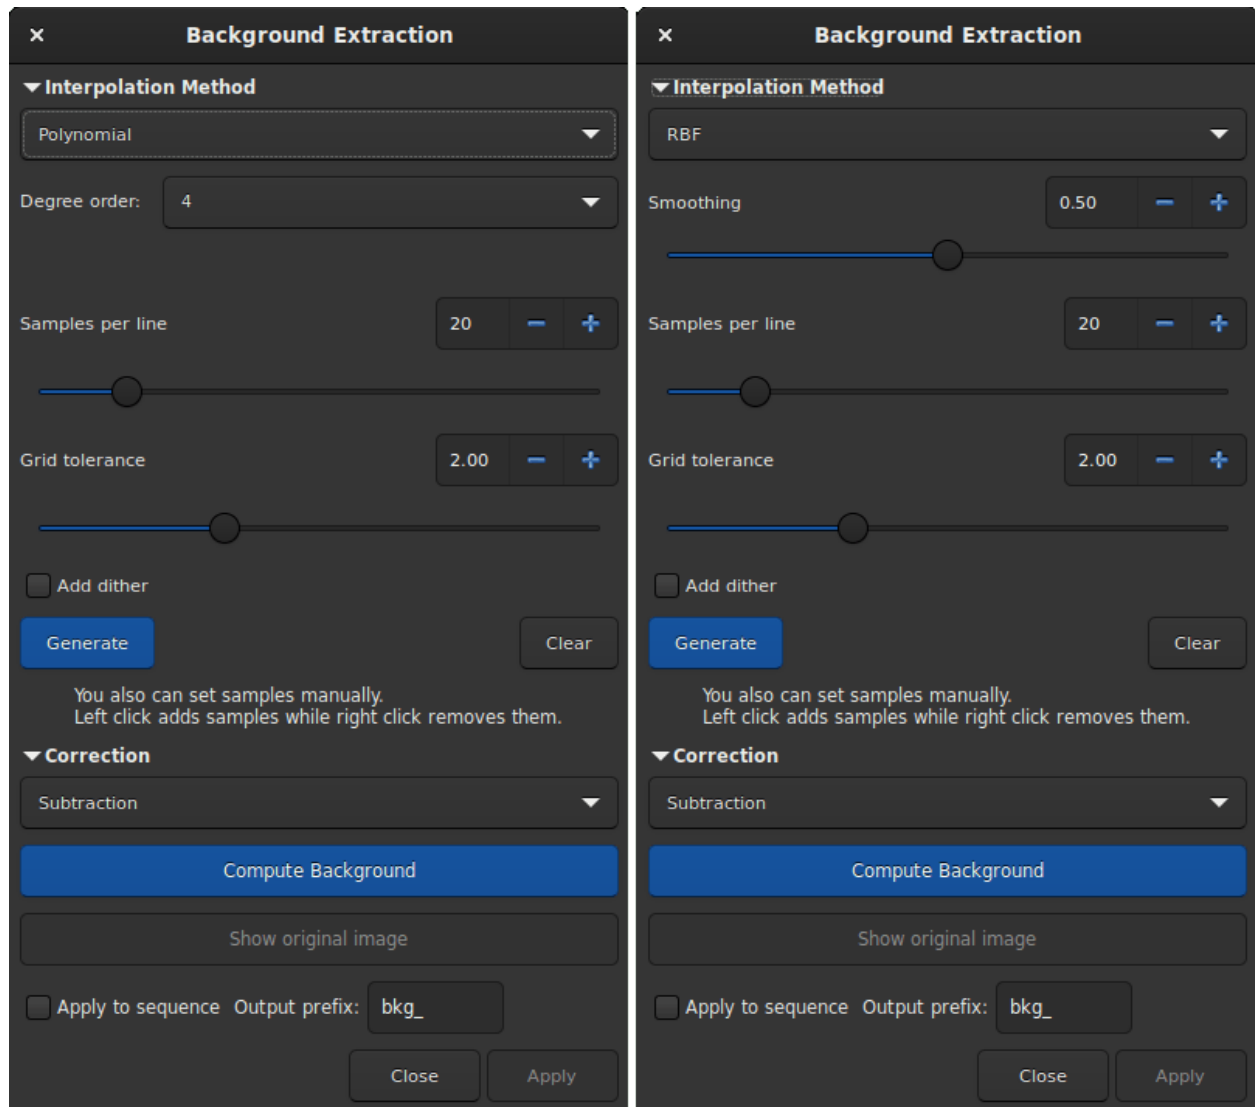 Background Extraction
Interpolation Method
Polynomial
Degree order: 4
Samples per line 20
Grid tolerance 2.00
Add dither
Generate Clear
You also can set samples manually.
Left click adds samples while right click removes them.
Correction
Subtraction
Compute Background
Show original image
Apply to sequence Output prefix: bkg_
Close Apply
Background Extraction
Interpolation Method
RBF
Smoothing 0.50
Samples per line 20
Grid tolerance 2.00
Add dither
Generate Clear
You also can set samples manually.
Left click adds samples while right click removes them.
Correction
Subtraction
Compute Background
Show original image
Apply to sequence Output prefix: bkg_
Close Apply